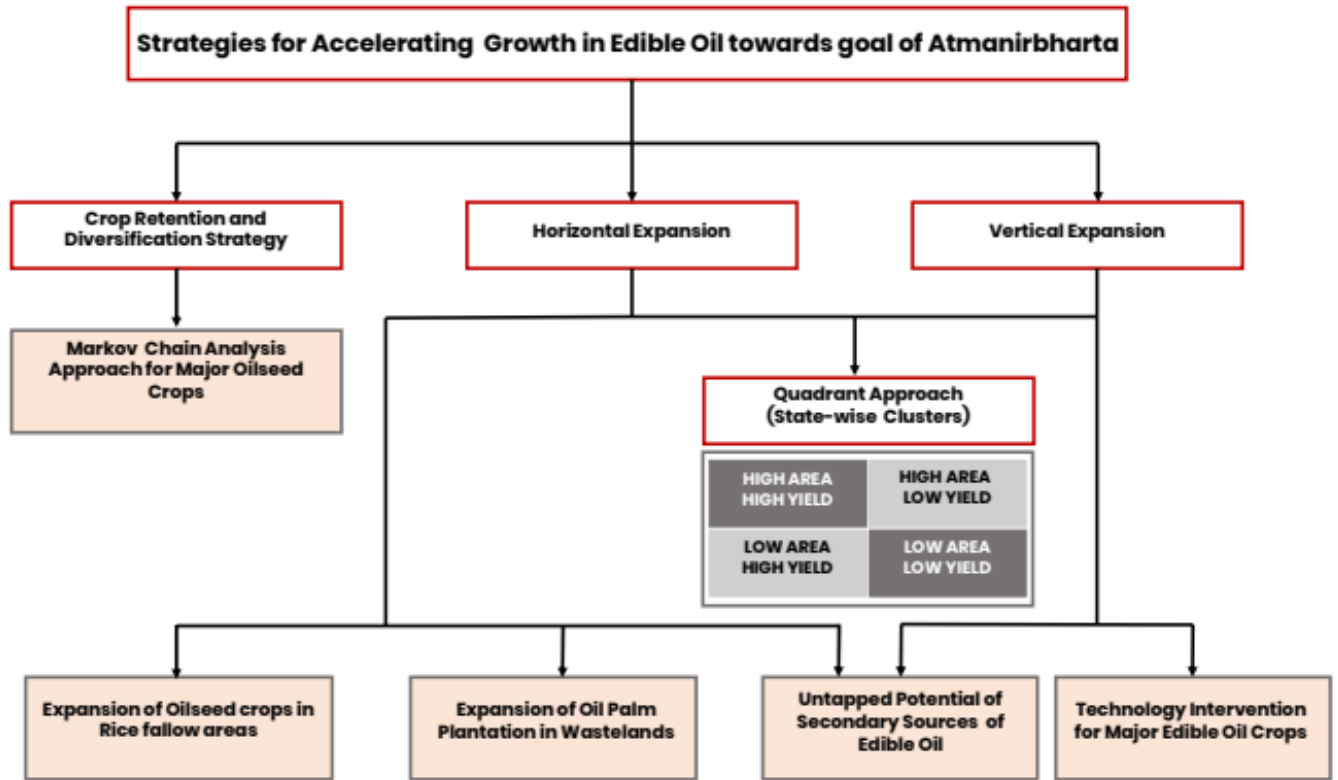 Strategies for Accelerating Growth in Edible Oil towards goal of Atmanirbharta
Crop Retention and
Diversification Strategy
Horizontal Expansion
Vertical Expansion
Markov Chain Analysis
Approach for Major Oilseed
Crops
Quadrant Approach
(State-wise Clusters)
HIGH AREA
HIGH YIELD
HIGH AREA
LOW YIELD
LOW AREA
HIGH YIELD
LOW AREA
LOW YIELD
Expansion of Oilseed crops in
Rice fallow areas
Expansion of Oil Palm
Plantation in Wastelands
Untapped Potential of
Secondary Sources of
Edible Oil
Technology Intervention
for Major Edible Oil Crops